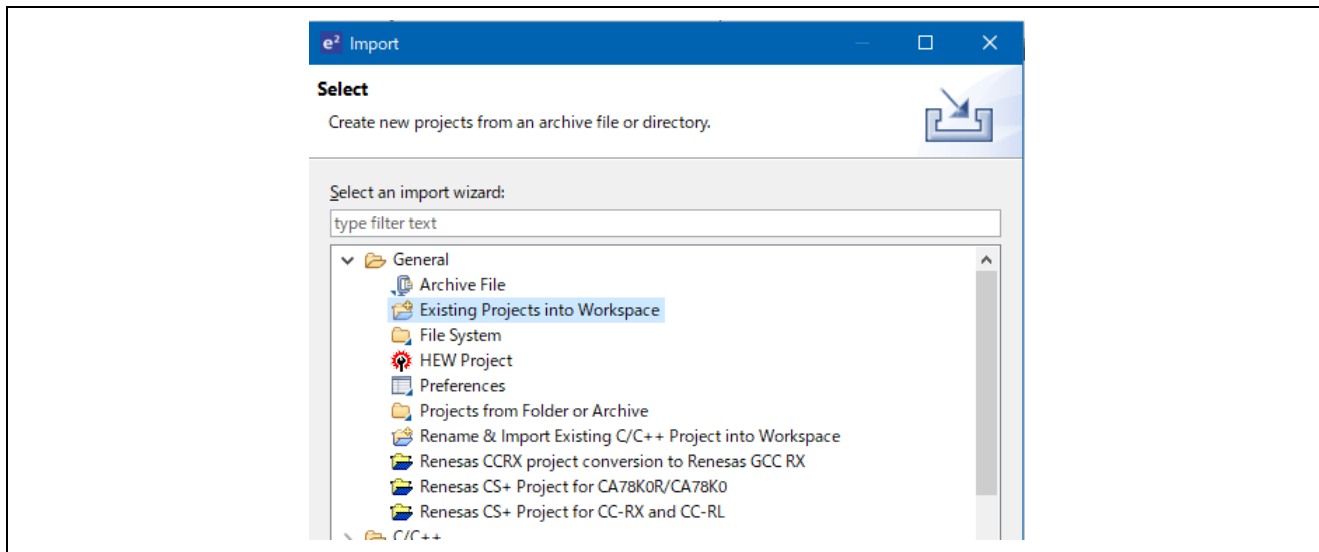 e² Import
Select
Create new projects from an archive file or directory.
Select an import wizard:
type filter text
General
Archive File
Existing Projects into Workspace
File System
HEW Project
Preferences
Projects from Folder or Archive
Rename & Import Existing C/C++ Project into Workspace
Renesas CCRX project conversion to Renesas GCC RX
Renesas CS+ Project for CA78K0R/CA78K0
Renesas CS+ Project for CC-RX and CC-RL
C/C++